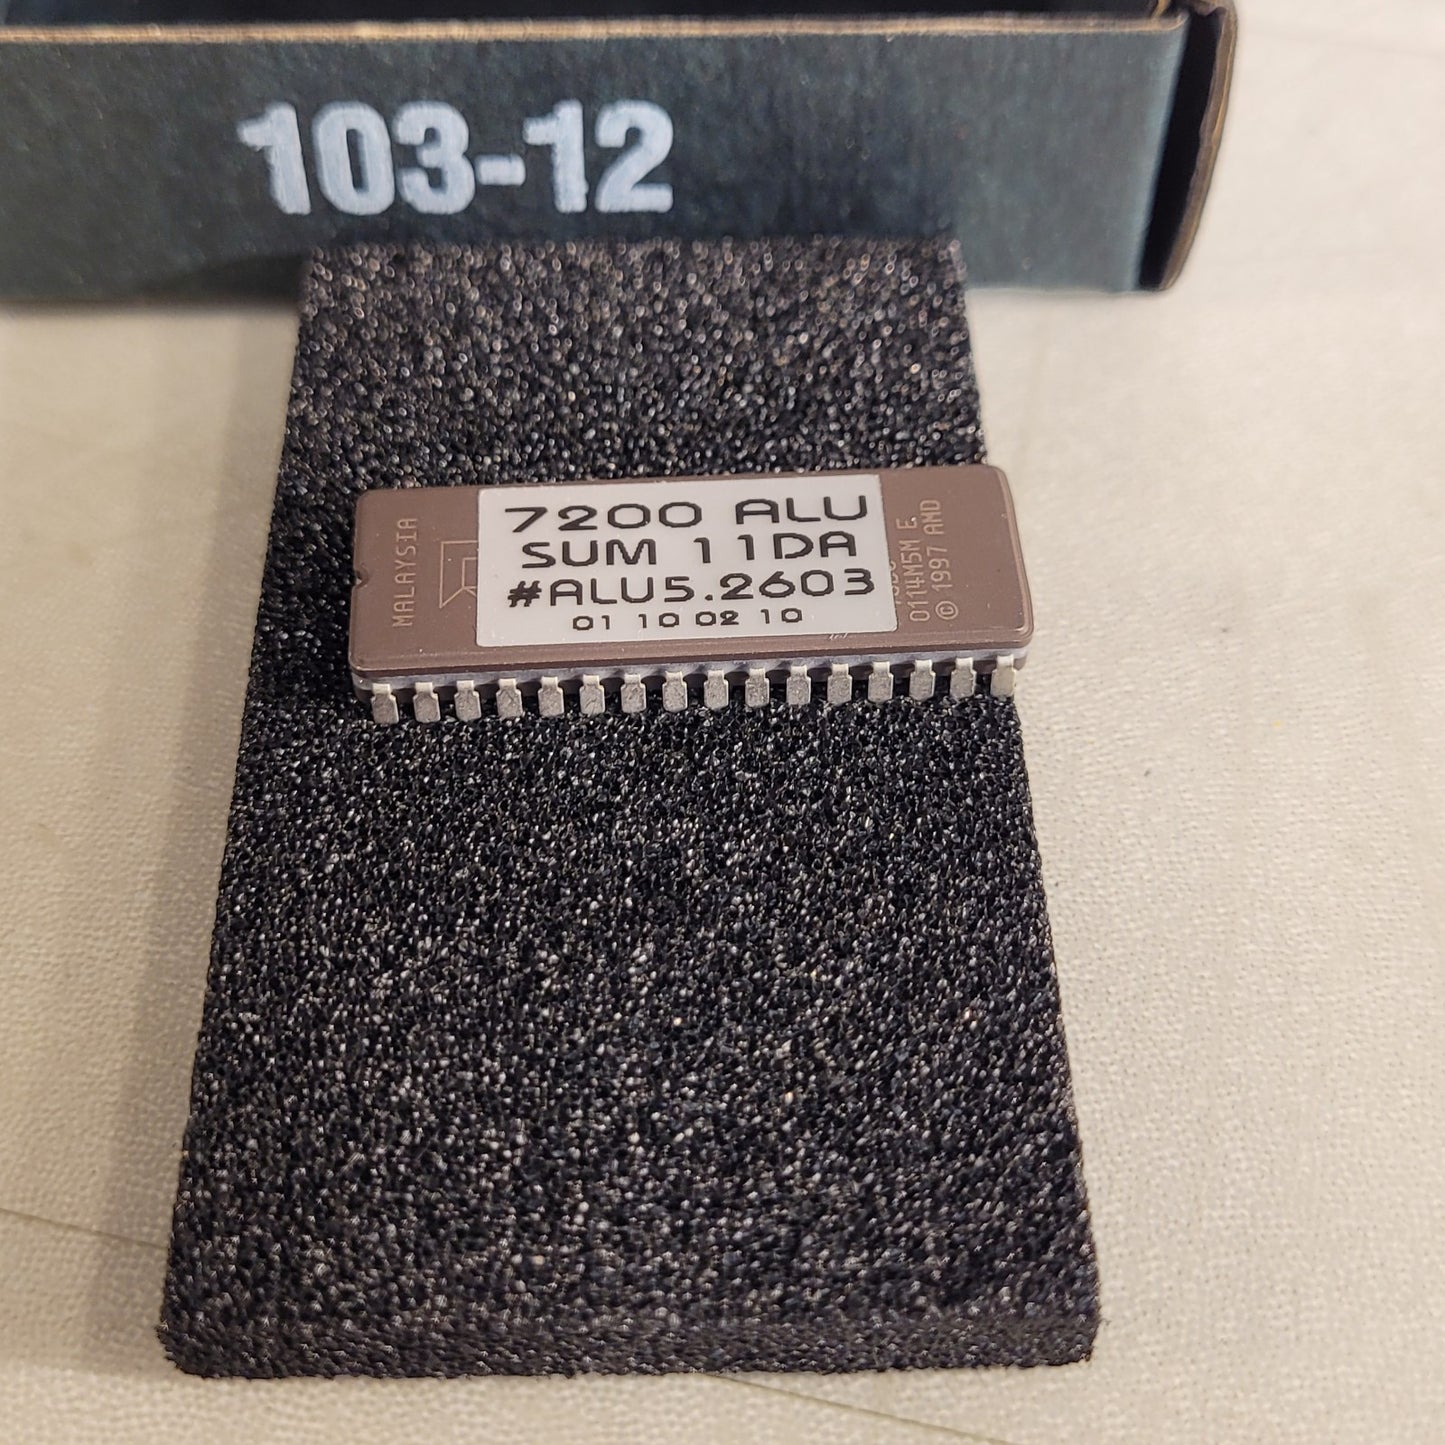 103-12
MALAYSIA
7200 ALU
SUM 11DA
#ALU5.2603
01 10 02 10
0114M5M E
© 1997 AMD